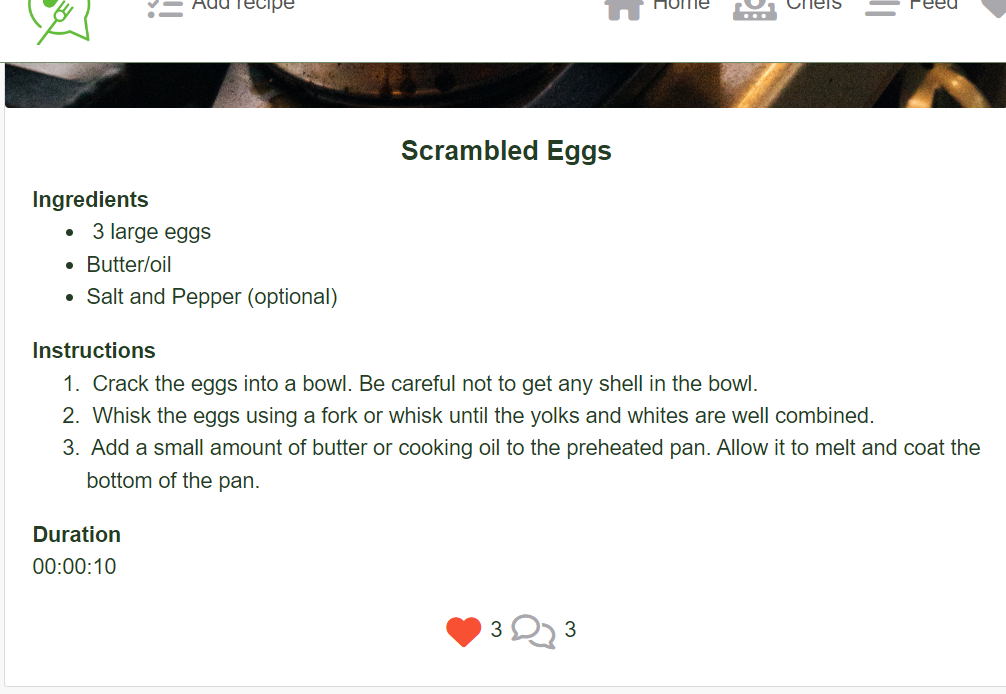 Add recipe Home Chefs Feed
Scrambled Eggs
Ingredients
• 3 large eggs
• Butter/oil
• Salt and Pepper (optional)
Instructions
1. Crack the eggs into a bowl. Be careful not to get any shell in the bowl.
2. Whisk the eggs using a fork or whisk until the yolks and whites are well combined.
3. Add a small amount of butter or cooking oil to the preheated pan. Allow it to melt and coat the
bottom of the pan.
Duration
00:00:10
3 3